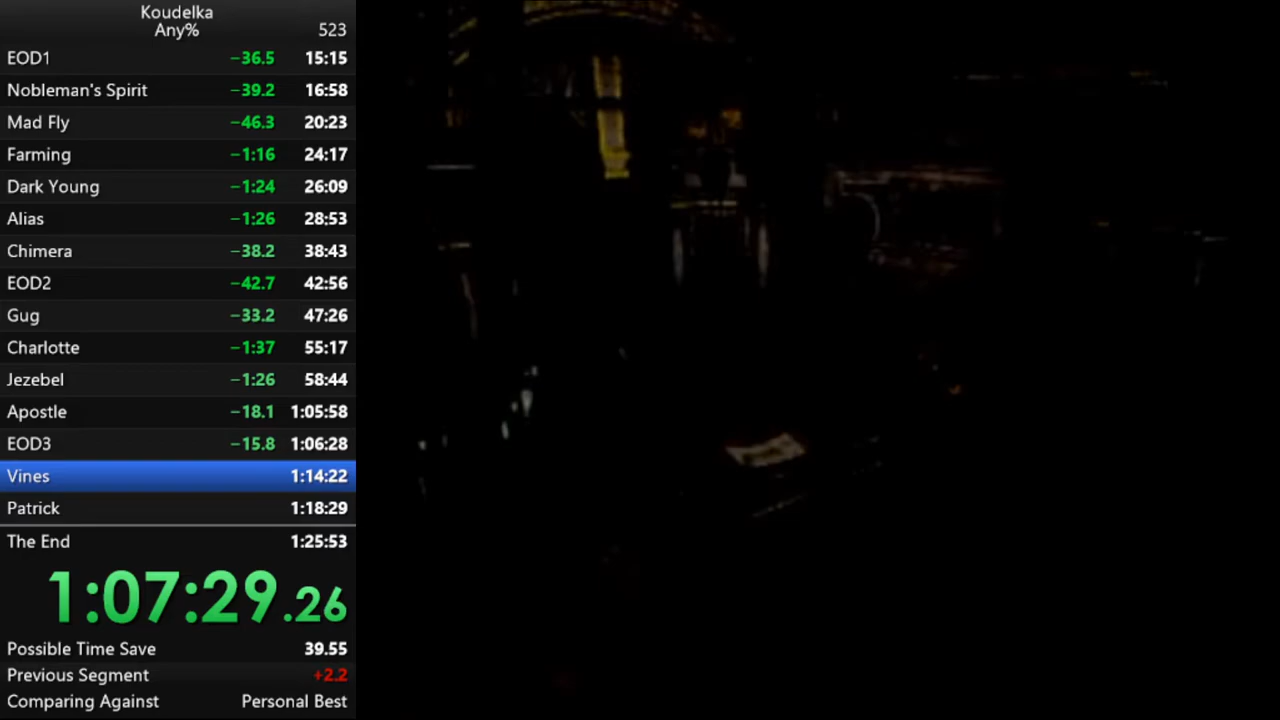 Koudelka
Any% 523
EOD1 −36.5 15:15
Nobleman's Spirit −39.2 16:58
Mad Fly −46.3 20:23
Farming −1:16 24:17
Dark Young −1:24 26:09
Alias −1:26 28:53
Chimera −38.2 38:43
EOD2 −42.7 42:56
Gug −33.2 47:26
Charlotte −1:37 55:17
Jezebel −1:26 58:44
Apostle −18.1 1:05:58
EOD3 −15.8 1:06:28
Vines 1:14:22
Patrick 1:18:29
The End 1:25:53
1:07:29.26
Possible Time Save 39.55
Previous Segment +2.2
Comparing Against Personal Best